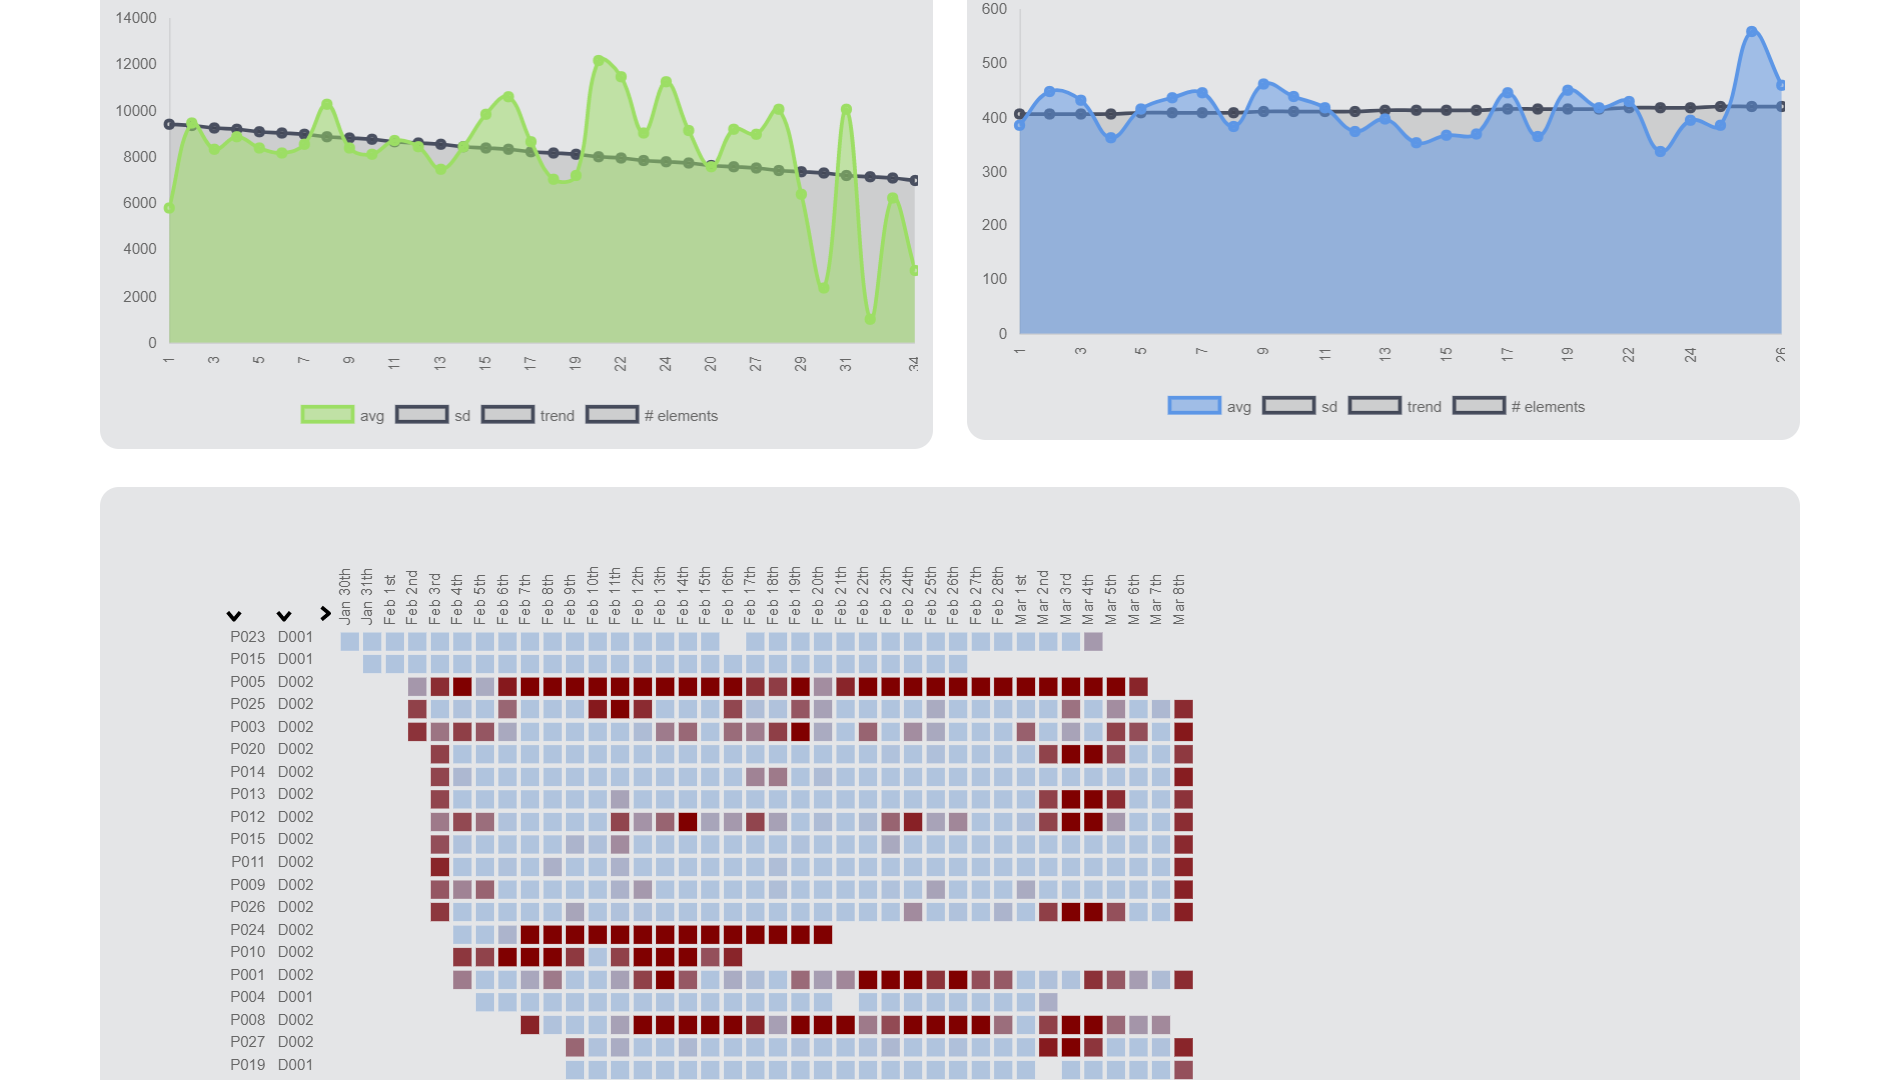 14000
12000
10000
8000
6000
4000
2000
0
1 3 5 7 9 11 13 15 17 19 22 24 20 27 29 31 34
avg sd trend # elements
600
500
400
300
200
100
0
1 3 5 7 9 11 13 15 17 19 22 24 26
avg sd trend # elements
Jan 30th Jan 31th Feb 1st Feb 2nd Feb 3rd Feb 4th Feb 5th Feb 6th Feb 7th Feb 8th Feb 9th Feb 10th Feb 11th Feb 12th Feb 13th Feb 14th Feb 15th Feb 16th Feb 17th Feb 18th Feb 19th Feb 20th Feb 21th Feb 22th Feb 23th Feb 24th Feb 25th Feb 26th Feb 27th Feb 28th Mar 1st Mar 2nd Mar 3rd Mar 4th Mar 5th Mar 6th Mar 7th Mar 8th
P023 D001
P015 D001
P005 D002
P025 D002
P003 D002
P020 D002
P014 D002
P013 D002
P012 D002
P015 D002
P011 D002
P009 D002
P026 D002
P024 D002
P010 D002
P001 D002
P004 D001
P008 D002
P027 D002
P019 D001